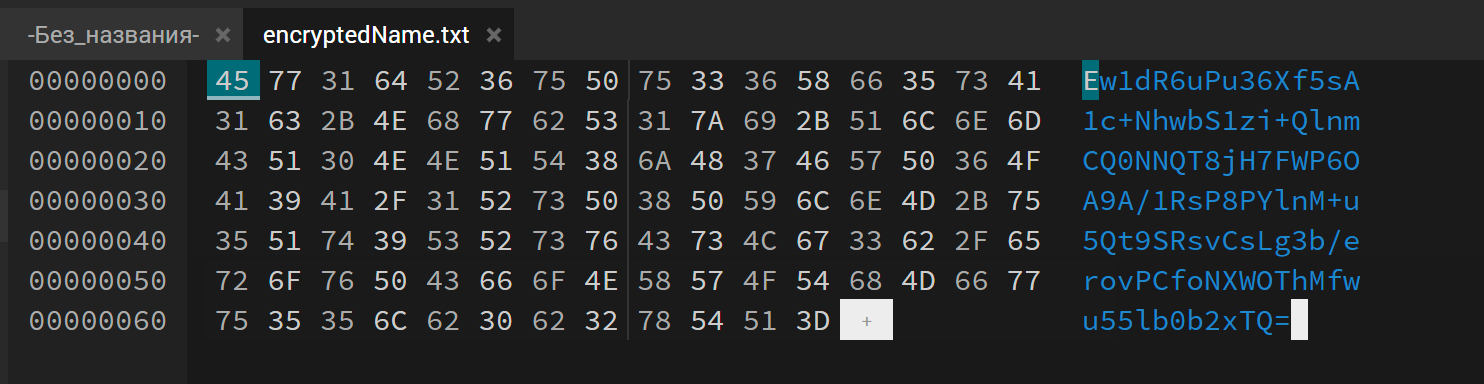 -Без_названия- × encryptedName.txt ×
00000000 45 77 31 64 52 36 75 50 75 33 36 58 66 35 73 41 Ew1dR6uPu36Xf5sA
00000010 31 63 2B 4E 68 77 62 53 31 7A 69 2B 51 6C 6E 6D 1c+NhwbS1zi+Qlnm
00000020 43 51 30 4E 4E 51 54 38 6A 48 37 46 57 50 36 4F CQ0NNQT8jH7FWP6O
00000030 41 39 41 2F 31 52 73 50 38 50 59 6C 6E 4D 2B 75 A9A/1RsP8PYlnM+u
00000040 35 51 74 39 53 52 73 76 43 73 4C 67 33 62 2F 65 5Qt9SRsvCsLg3b/e
00000050 72 6F 76 50 43 66 6F 4E 58 57 4F 54 68 4D 66 77 rovPCfoNXWOThMfw
00000060 75 35 35 6C 62 30 62 32 78 54 51 3D + u55lb0b2xTQ=